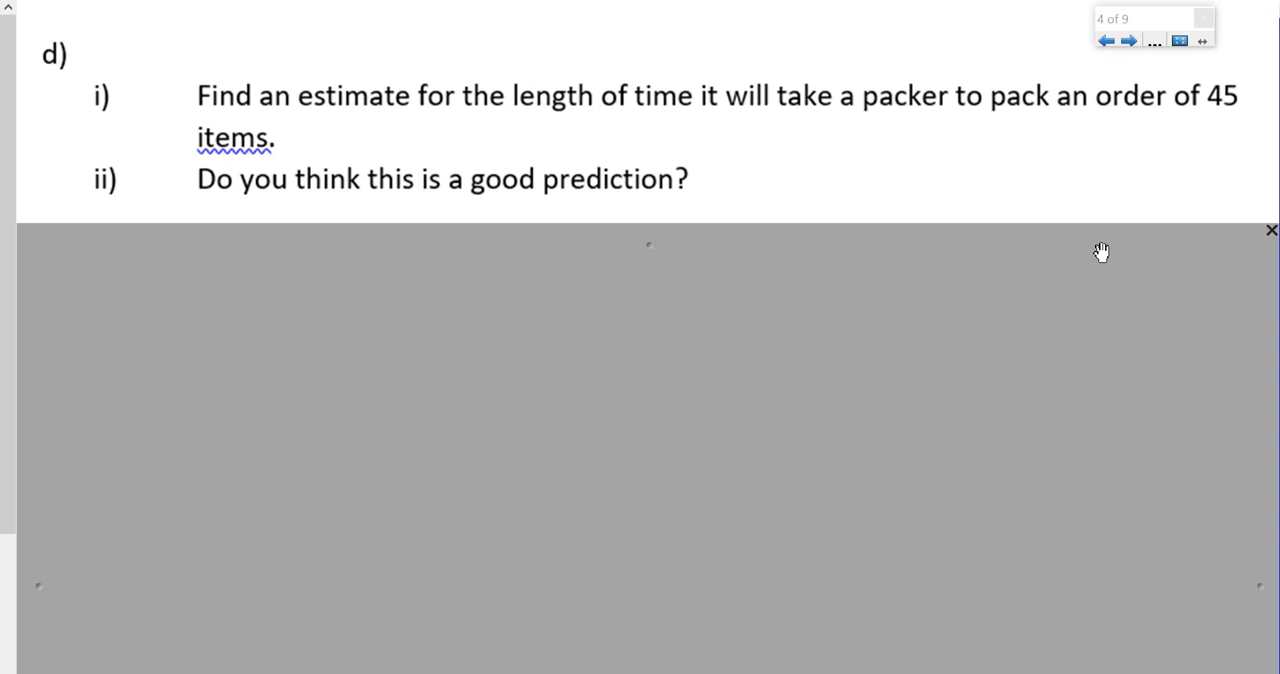 4 of 9
d)
i) Find an estimate for the length of time it will take a packer to pack an order of 45
items.
ii) Do you think this is a good prediction?